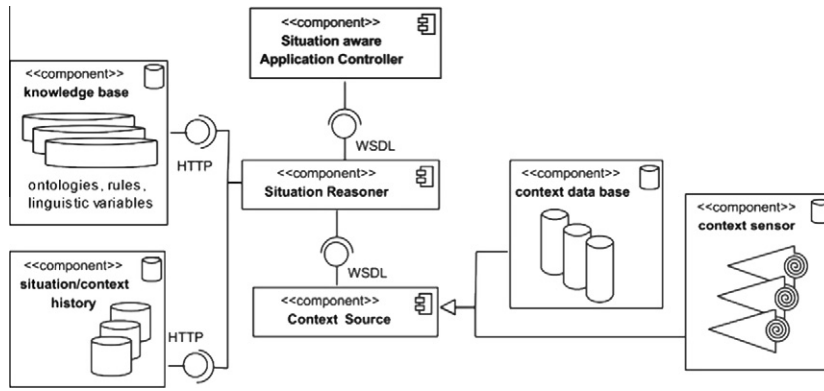 <<component>>
Situation aware
Application Controller
<<component>>
knowledge base
ontologies, rules,
linguistic variables
HTTP
WSDL
<<component>>
Situation Reasoner
<<component>>
context data base
<<component>>
context sensor
<<component>>
situation/context
history
HTTP
WSDL
<<component>>
Context Source